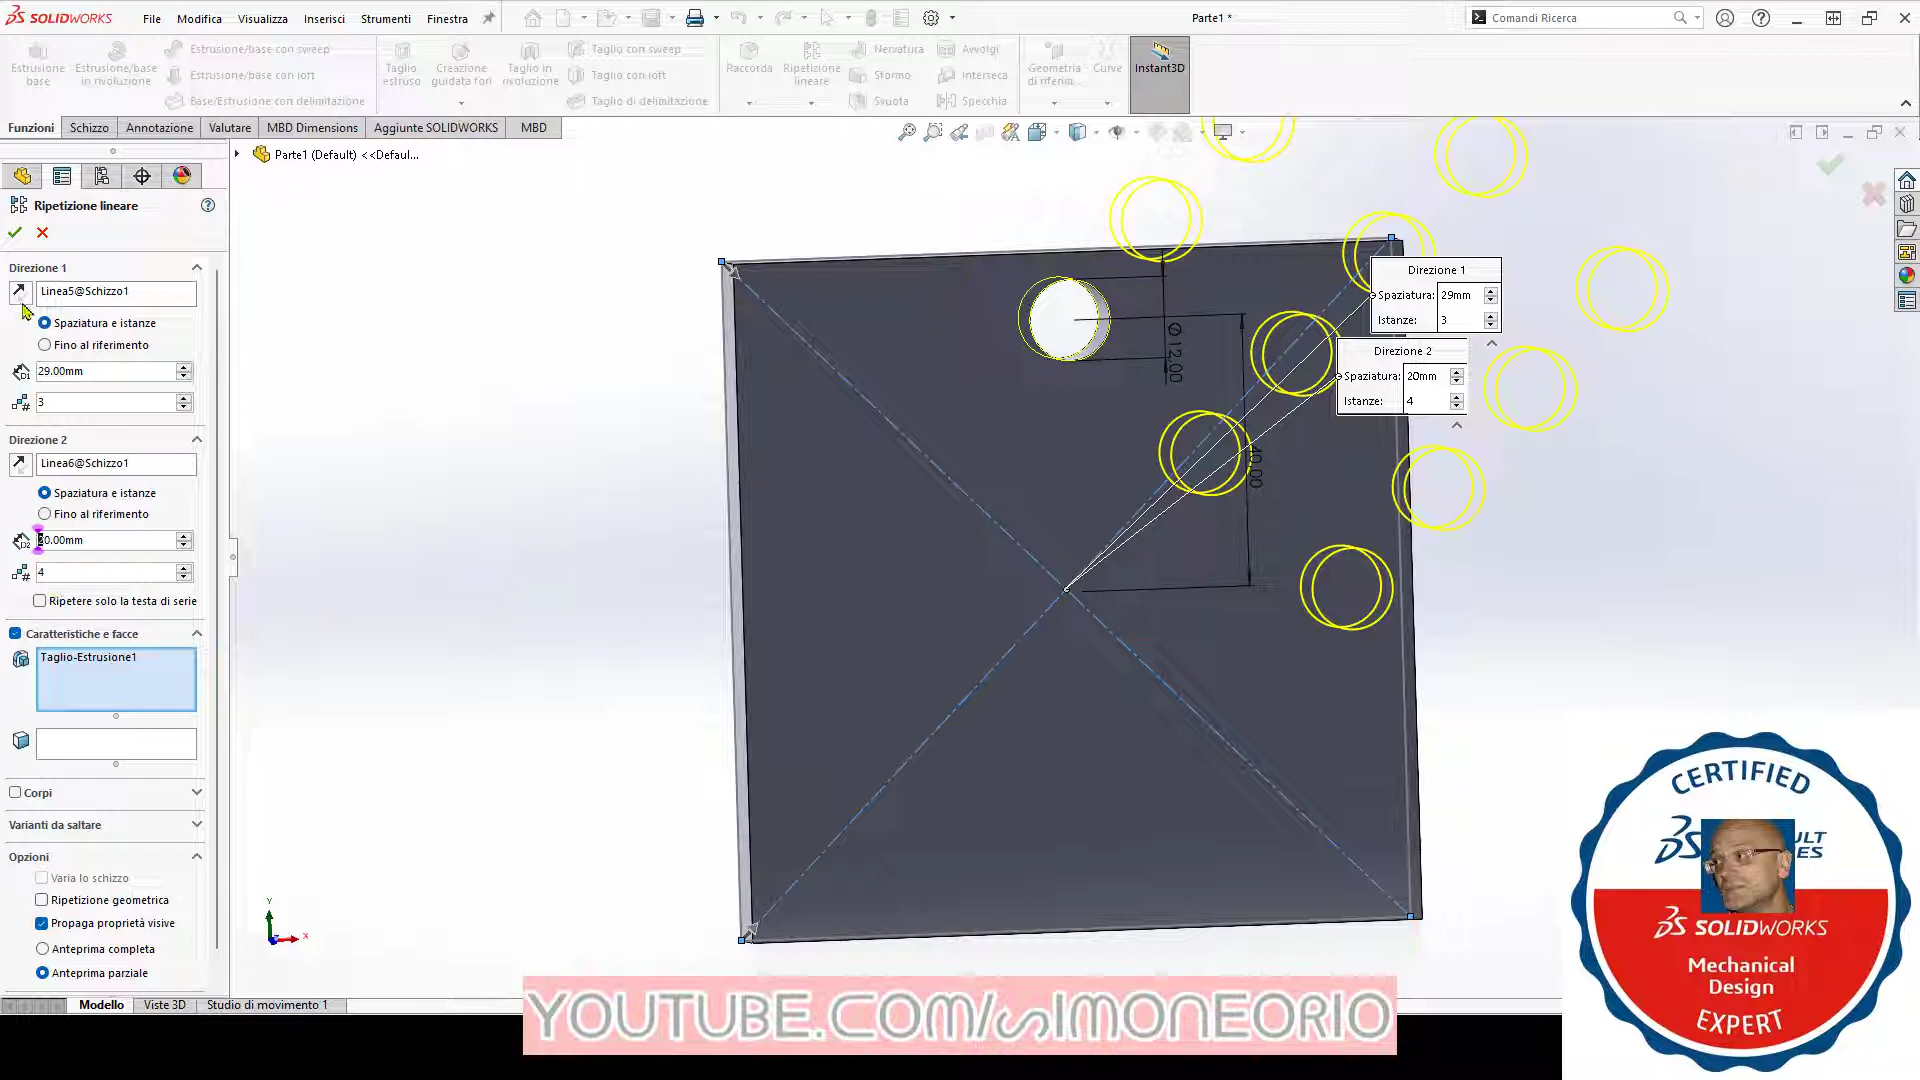 SOLIDWORKS
File
Modifica
Visualizza
Inserisci
Strumenti
Finestra
Parte1 *
Comandi Ricerca
Estrusione base
Estrusione/base in rivoluzione
Estrusione/base con sweep
Estrusione/base con loft
Base/Estrusione con delimitazione
Taglio estruso
Creazione guidata fori
Taglio in rivoluzione
Taglio con sweep
Taglio con loft
Taglio di delimitazione
Raccorda
Ripetizione lineare
Nervatura
Sformo
Svuota
Avvolgi
Interseca
Specchia
Geometria di riferim...
Curve
Instant3D
Funzioni
Schizzo
Annotazione
Valutare
MBD Dimensions
Aggiunte SOLIDWORKS
MBD
Parte1 (Default) <<Defaul...
Ripetizione lineare
Direzione 1
Linea5@Schizzo1
Spaziatura e istanze
Fino al riferimento
D1
29.00mm
#
3
Direzione 2
Linea6@Schizzo1
Spaziatura e istanze
Fino al riferimento
D2
20.00mm
#
4
Ripetere solo la testa di serie
Caratteristiche e facce
Taglio-Estrusione1
Corpi
Varianti da saltare
Opzioni
Varia lo schizzo
Ripetizione geometrica
Propaga proprietà visive
Anteprima completa
Anteprima parziale
Direzione 1
Spaziatura: 29mm
Istanze: 3
Direzione 2
Spaziatura: 20mm
Istanze: 4
Ø 12,00
40,00
Y
X
Z
Modello
Viste 3D
Studio di movimento 1
YOUTUBE.COM/SIMONEORIO
CERTIFIED
SOLIDWORKS
Mechanical
Design
EXPERT